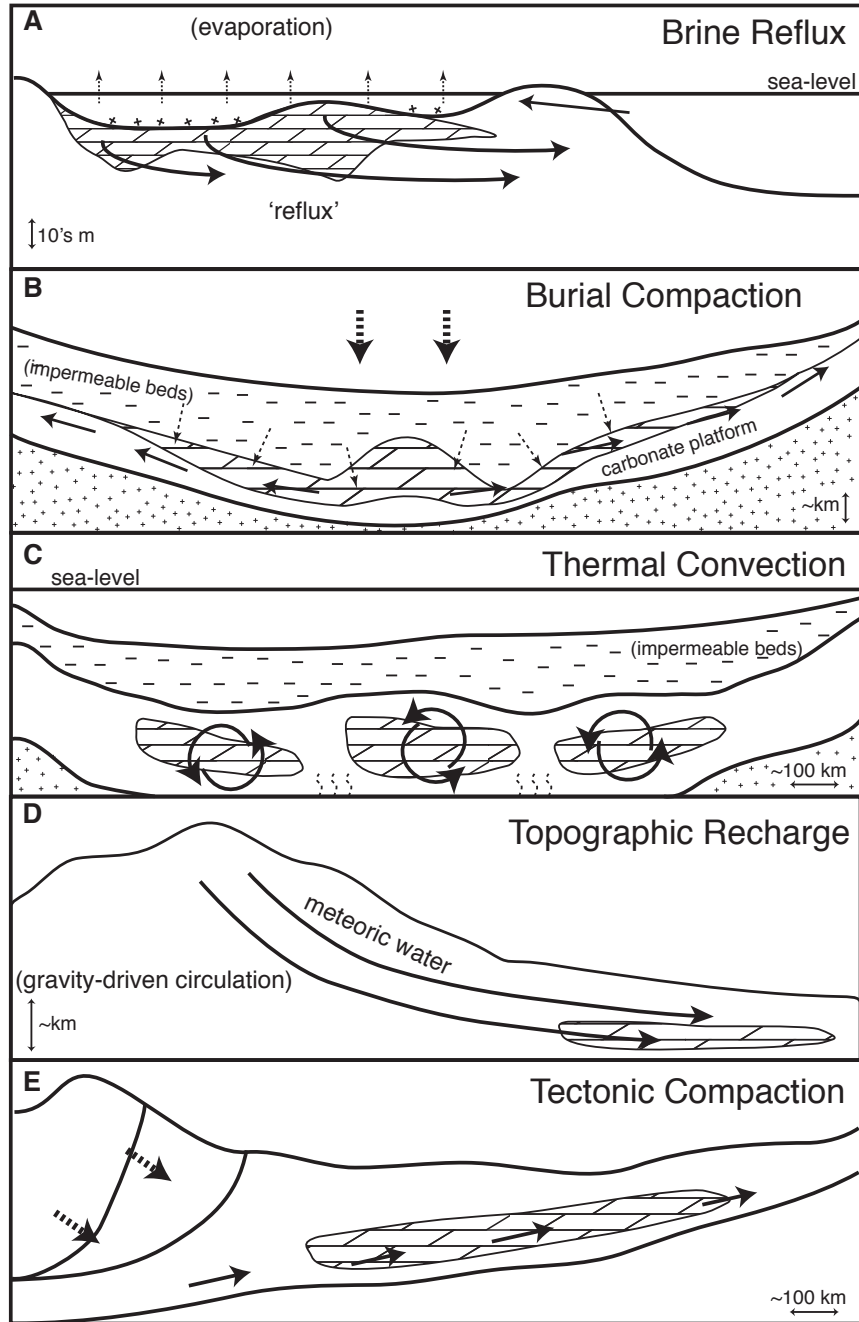 A
(evaporation)
Brine Reflux
sea-level
'reflux'
10's m
B
Burial Compaction
(impermeable beds)
carbonate platform
~km
C
sea-level
Thermal Convection
(impermeable beds)
~100 km
D
Topographic Recharge
meteoric water
(gravity-driven circulation)
~km
E
Tectonic Compaction
~100 km